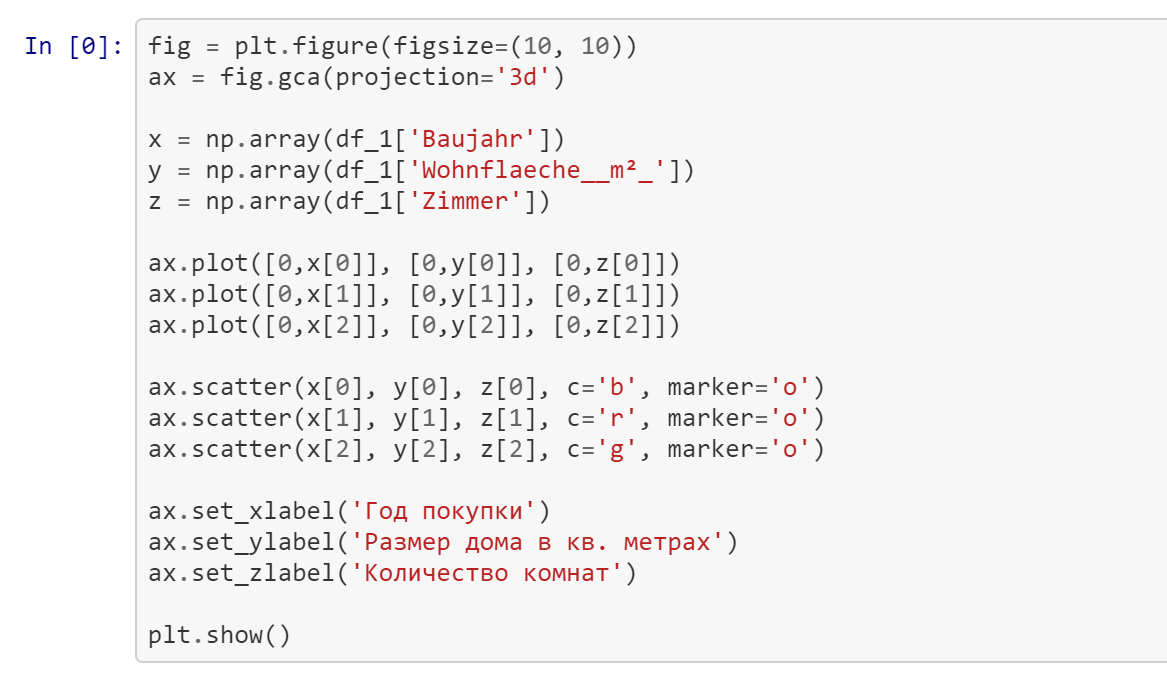 In [0]: fig = plt.figure(figsize=(10, 10))
ax = fig.gca(projection='3d')
x = np.array(df_1['Baujahr'])
y = np.array(df_1['Wohnflaeche__m²_'])
z = np.array(df_1['Zimmer'])
ax.plot([0,x[0]], [0,y[0]], [0,z[0]])
ax.plot([0,x[1]], [0,y[1]], [0,z[1]])
ax.plot([0,x[2]], [0,y[2]], [0,z[2]])
ax.scatter(x[0], y[0], z[0], c='b', marker='o')
ax.scatter(x[1], y[1], z[1], c='r', marker='o')
ax.scatter(x[2], y[2], z[2], c='g', marker='o')
ax.set_xlabel('Год покупки')
ax.set_ylabel('Размер дома в кв. метрах')
ax.set_zlabel('Количество комнат')
plt.show()